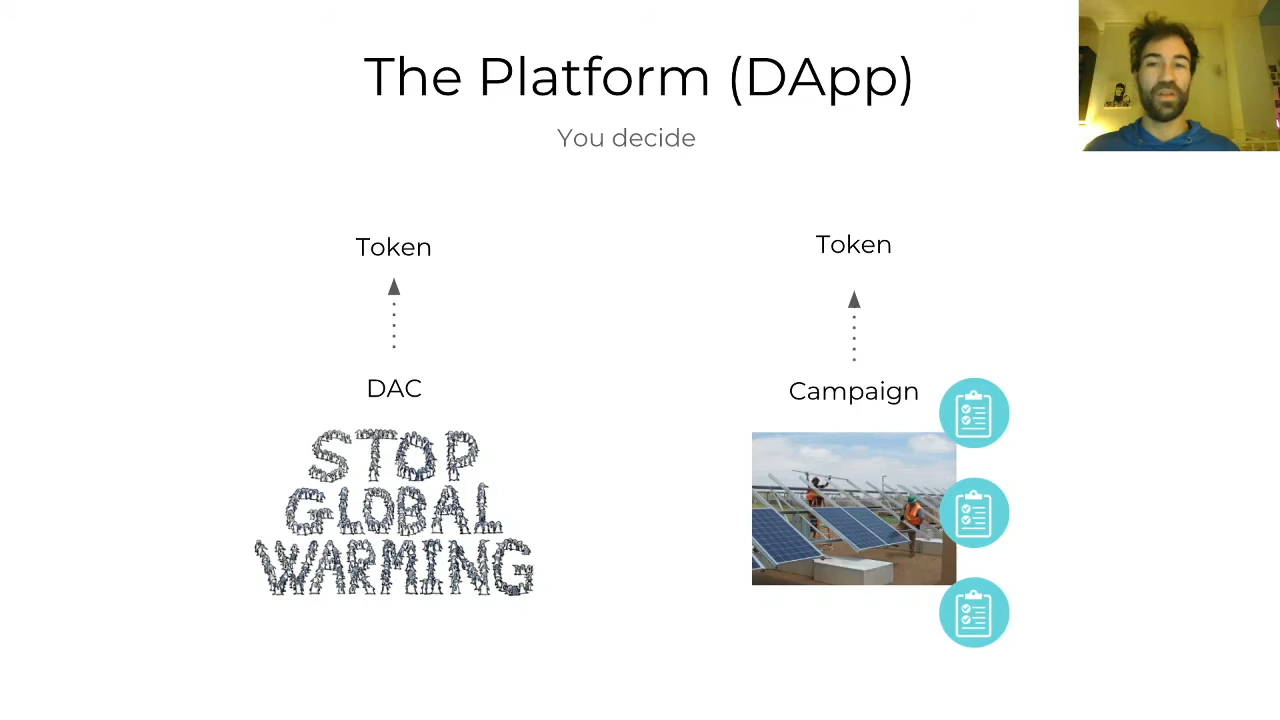 The Platform (DApp)
You decide
Token
Token
DAC
Campaign
STOP
GLOBAL
WARMING